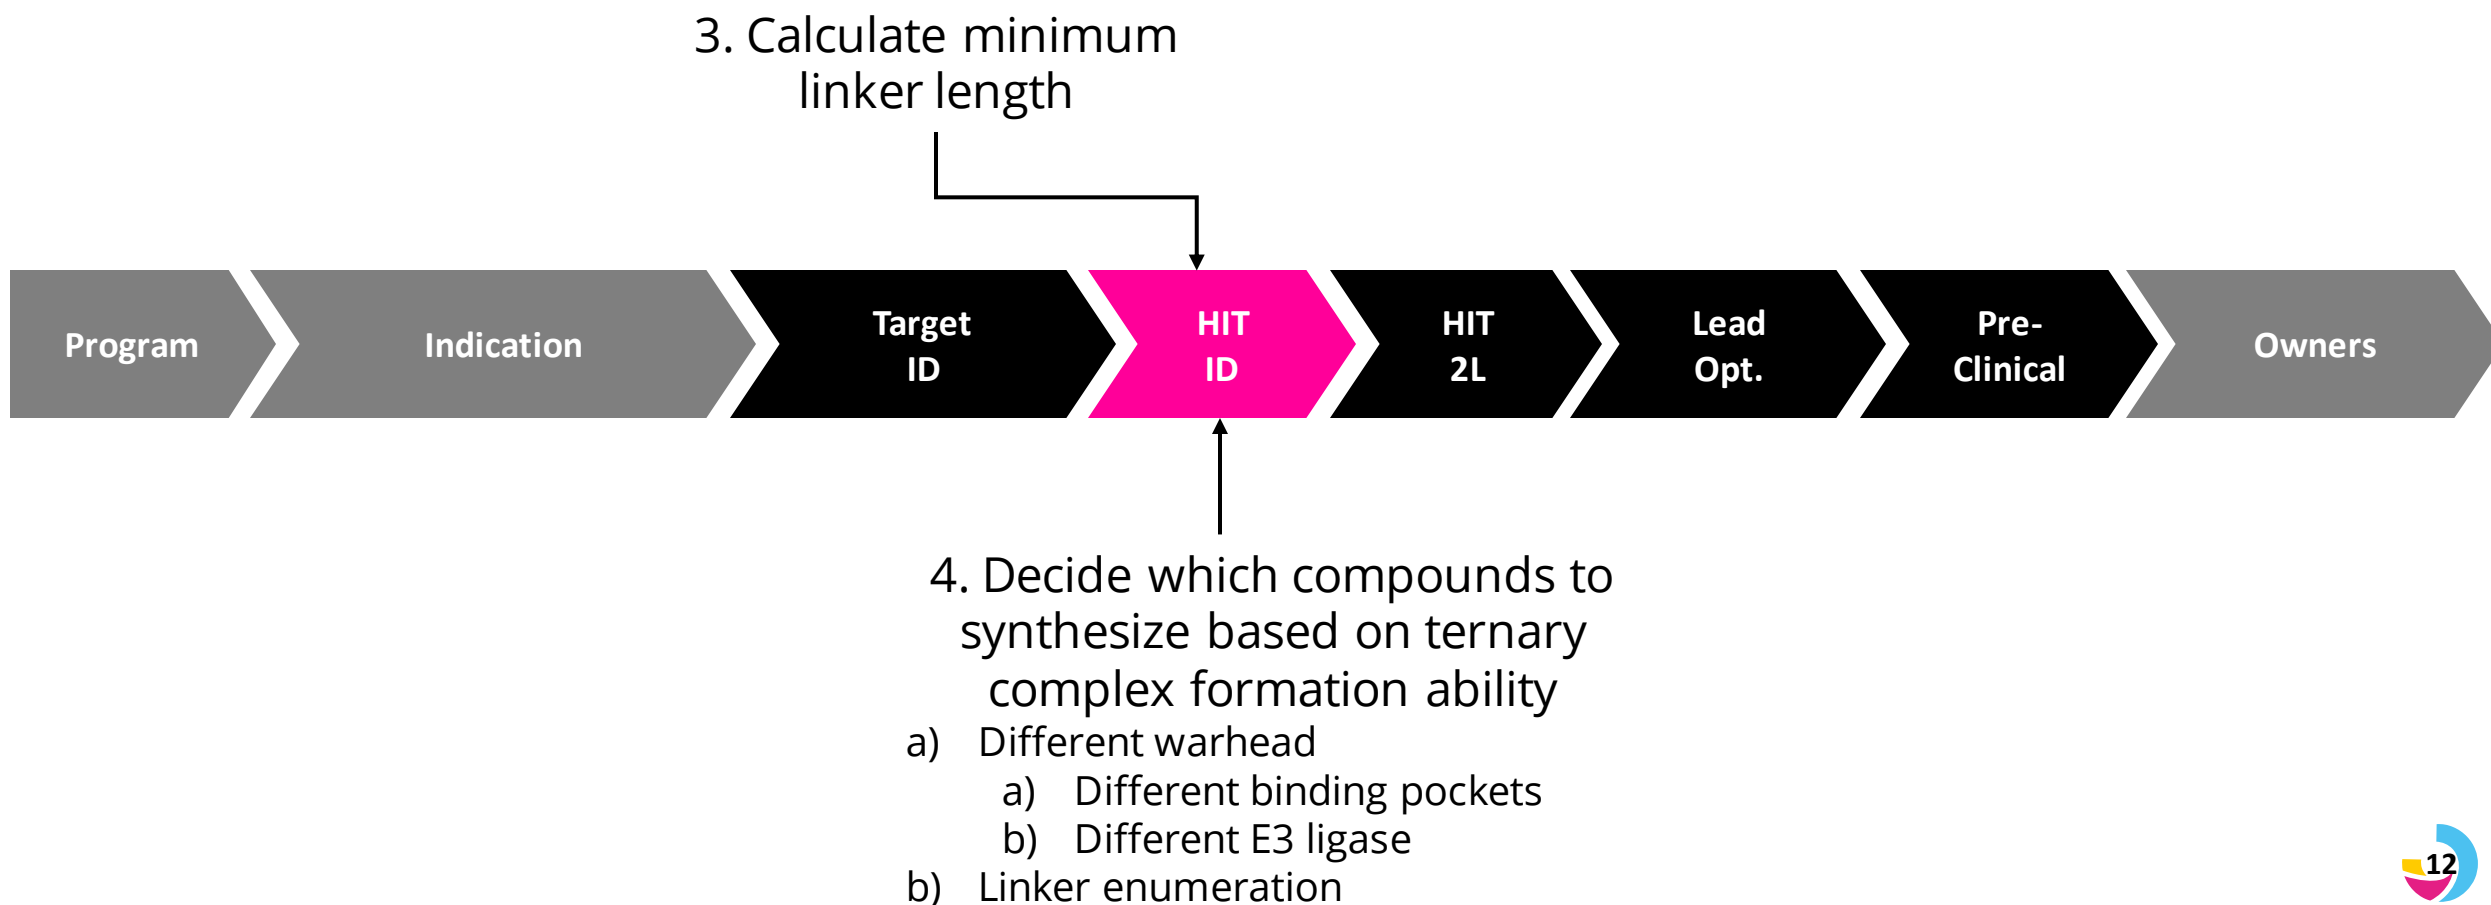 3. Calculate minimum
linker length
Program
Indication
Target
ID
HIT
ID
HIT
2L
Lead
Opt.
Pre-
Clinical
Owners
4. Decide which compounds to
synthesize based on ternary
complex formation ability
a) Different warhead
a) Different binding pockets
b) Different E3 ligase
b) Linker enumeration
12